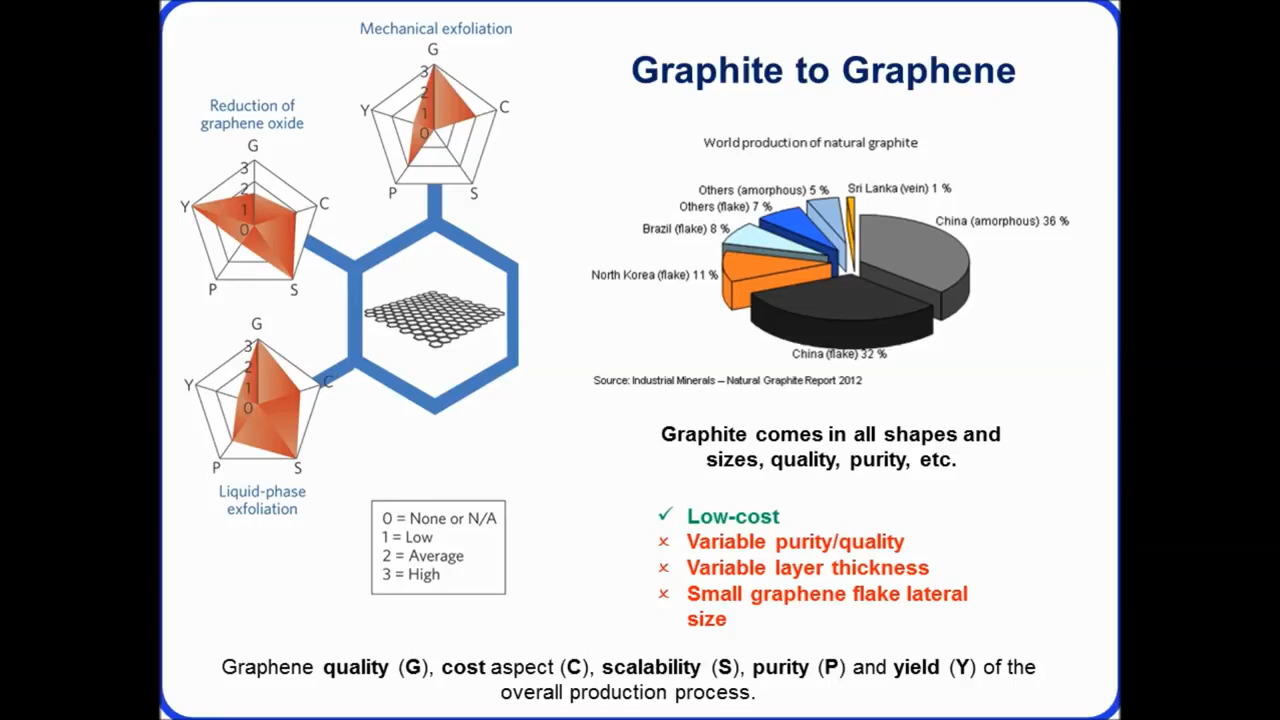 Graphite to Graphene
Mechanical exfoliation
G
3
2
1
0
Y
C
P
S
Reduction of
graphene oxide
G
3
2
1
0
Y
C
P
S
G
3
2
1
0
Y
C
P
S
Liquid-phase
exfoliation
0 = None or N/A
1 = Low
2 = Average
3 = High
World production of natural graphite
Others (amorphous) 5 %
Sri Lanka (vein) 1 %
Others (flake) 7 %
China (amorphous) 36 %
Brazil (flake) 8 %
North Korea (flake) 11 %
China (flake) 32 %
Source: Industrial Minerals – Natural Graphite Report 2012
Graphite comes in all shapes and
sizes, quality, purity, etc.
✓ Low-cost
× Variable purity/quality
× Variable layer thickness
× Small graphene flake lateral
size
Graphene quality (G), cost aspect (C), scalability (S), purity (P) and yield (Y) of the
overall production process.